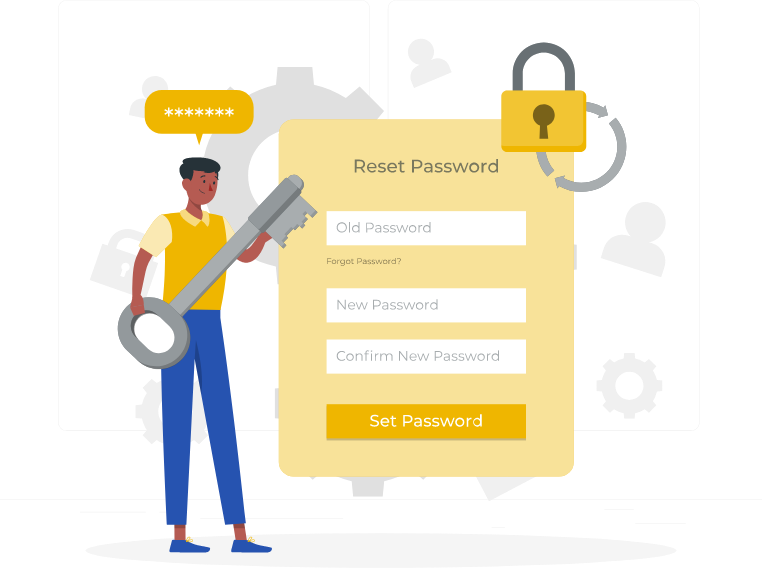 *******
Reset Password
Old Password
Forgot Password?
New Password
Confirm New Password
Set Password